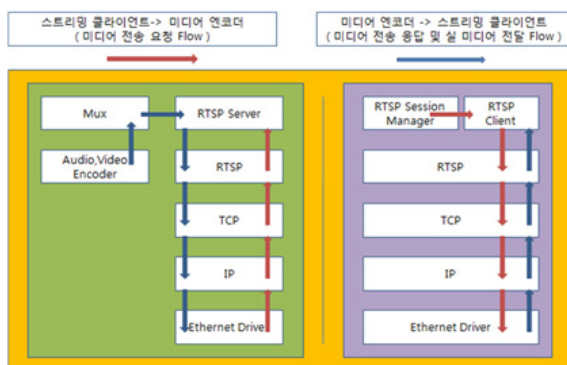 스트리밍 클라이언트-> 미디어 엔코더
( 미디어 전송 요청 Flow )
미디어 엔코더 -> 스트리밍 클라이언트
( 미디어 전송 응답 및 실 미디어 전달 Flow )
Mux
RTSP Server
Audio,Video
Encoder
RTSP
TCP
IP
Ethernet Drive
RTSP Session
Manager
RTSP
Client
RTSP
TCP
IP
Ethernet Driver